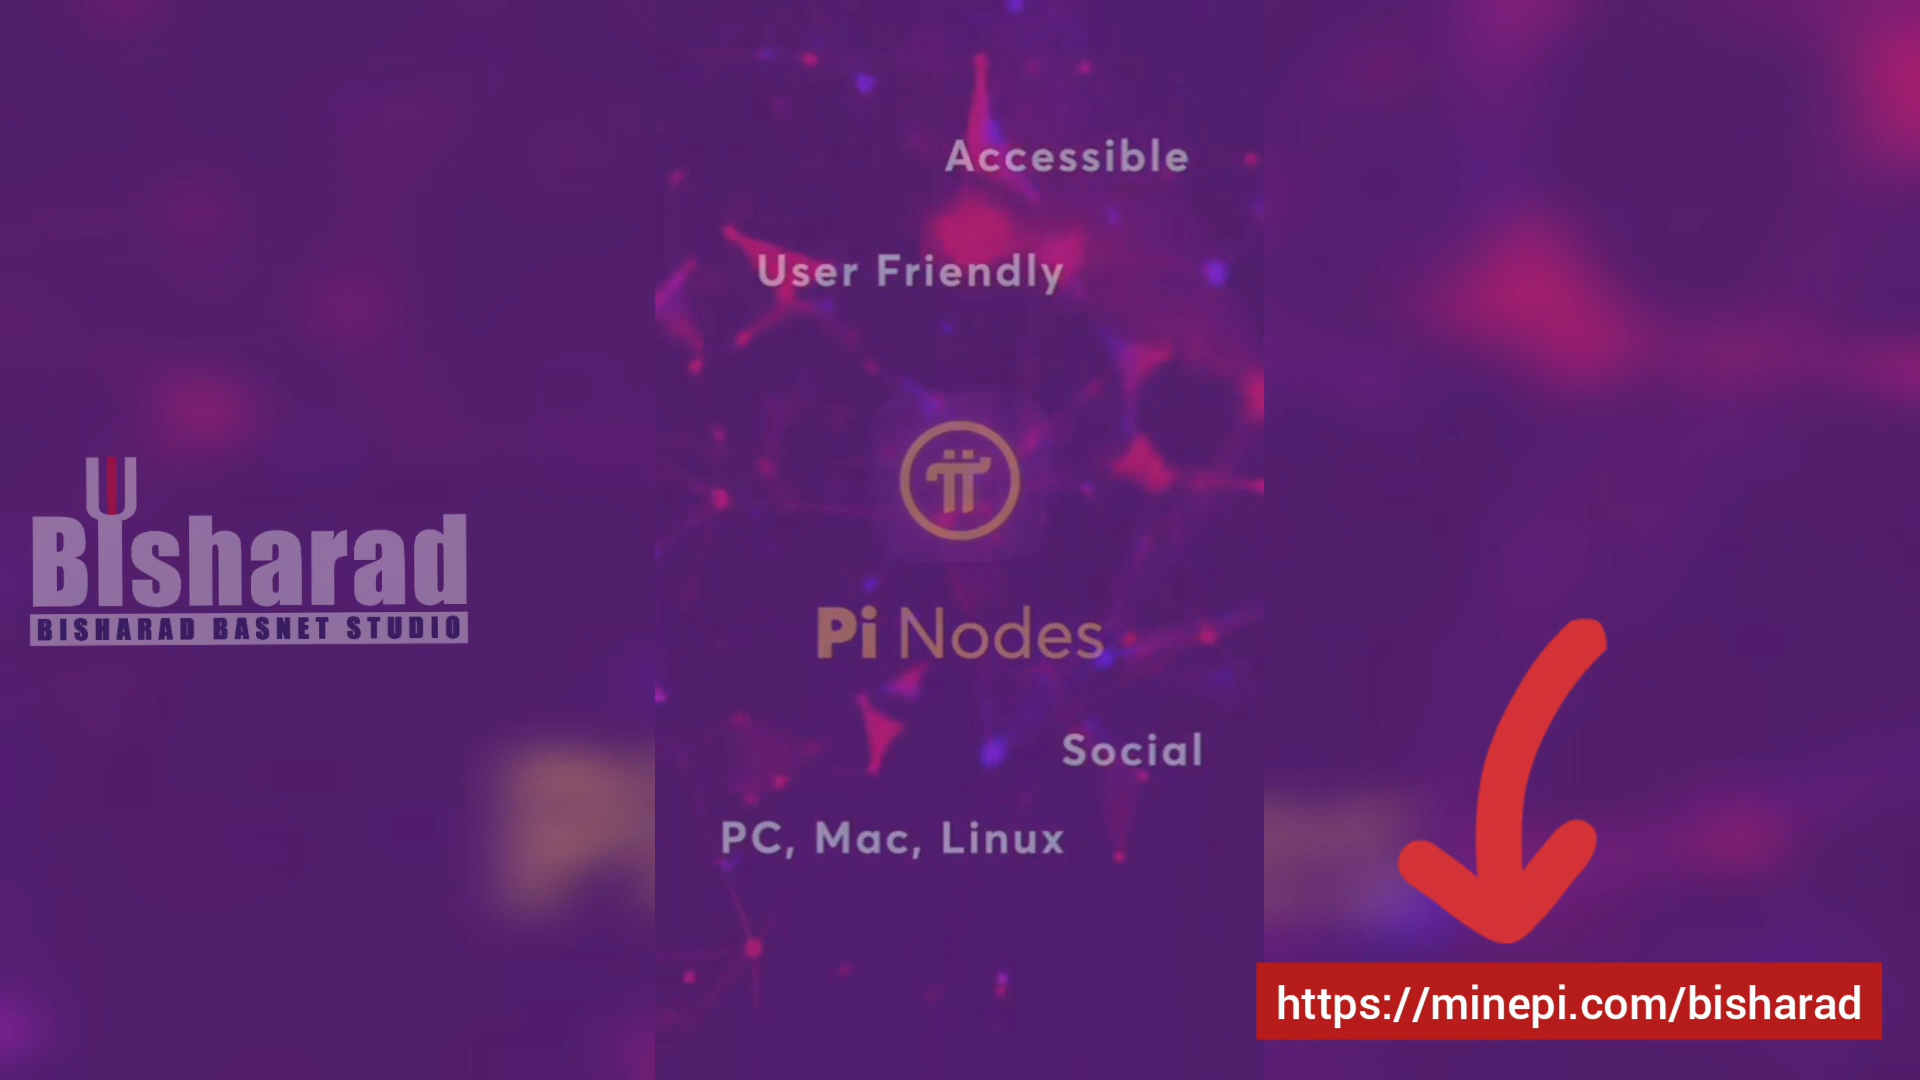 Accessible
User Friendly
Bisharad
BISHARAD BASNET STUDIO
Pi Nodes
Social
PC, Mac, Linux
https://minepi.com/bisharad